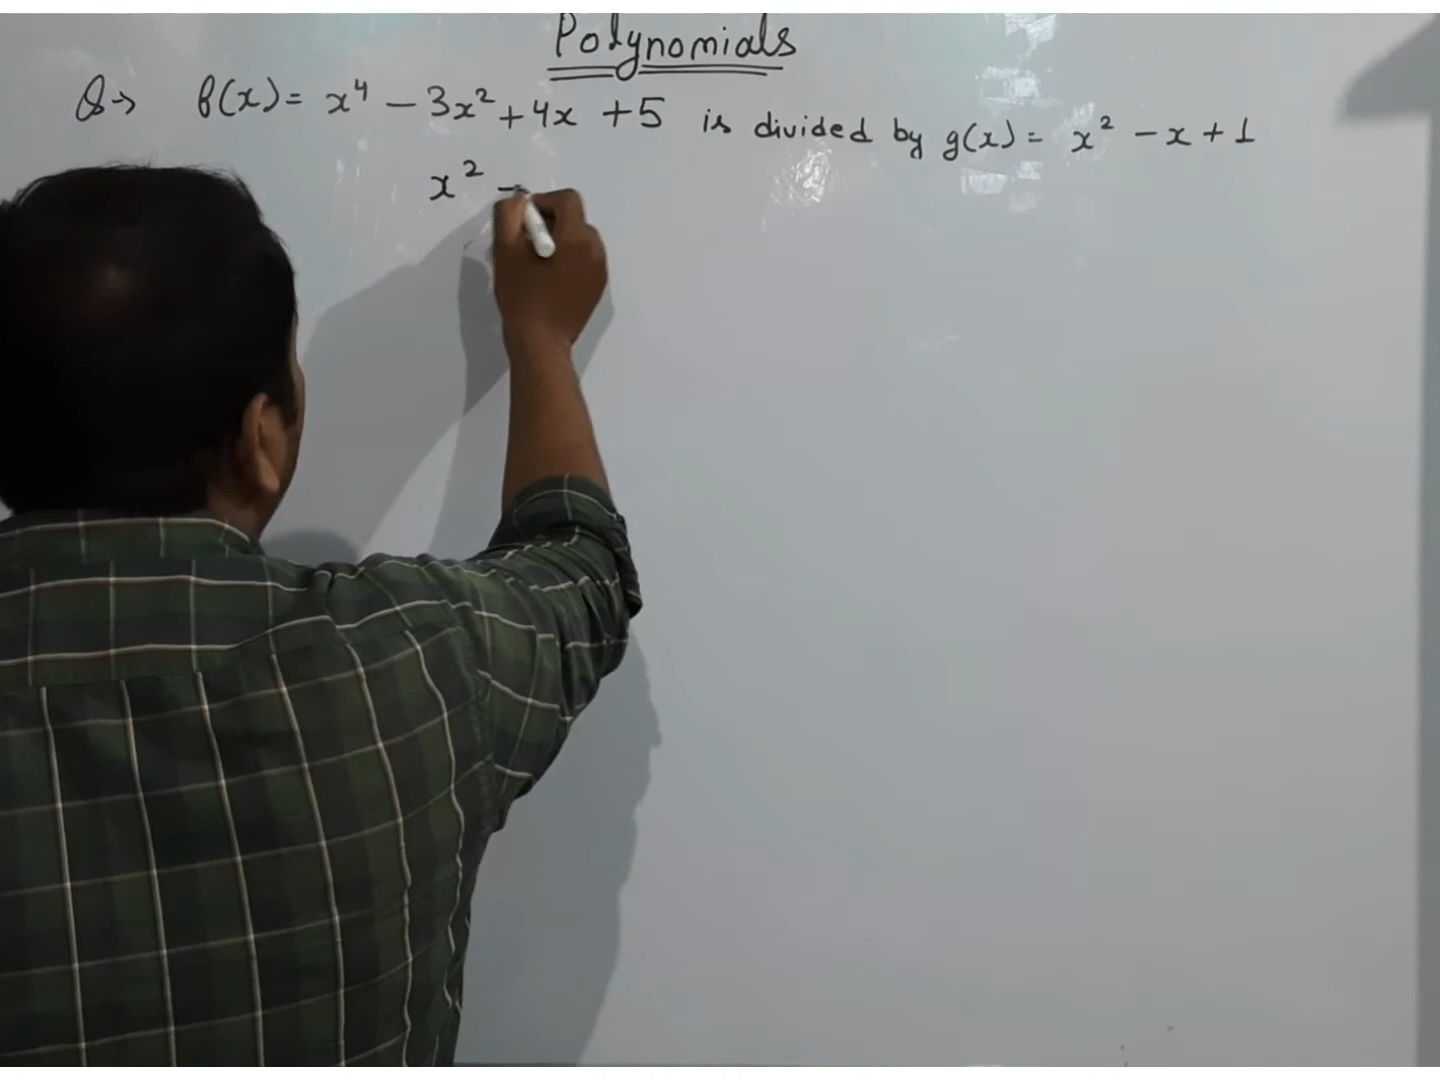 Polynomials
Q→ f(x) = x⁴ - 3x² + 4x + 5 is divided by g(x) = x² - x + 1
x² -